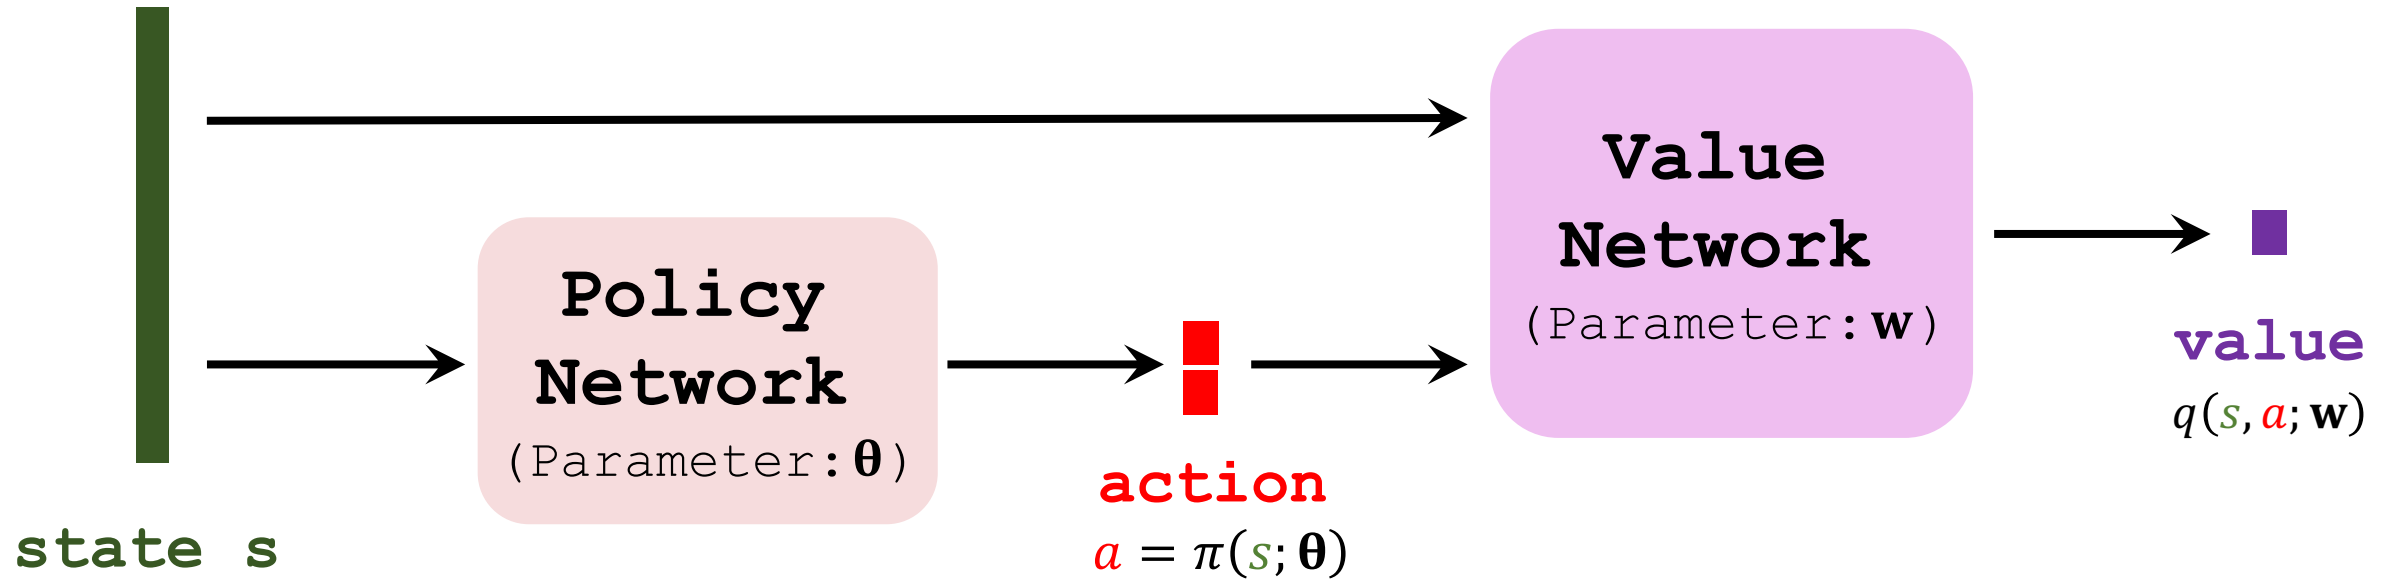 state s
Policy
Network
(Parameter: θ)
action
a = π(s; θ)
Value
Network
(Parameter: w)
value
q(s, a; w)